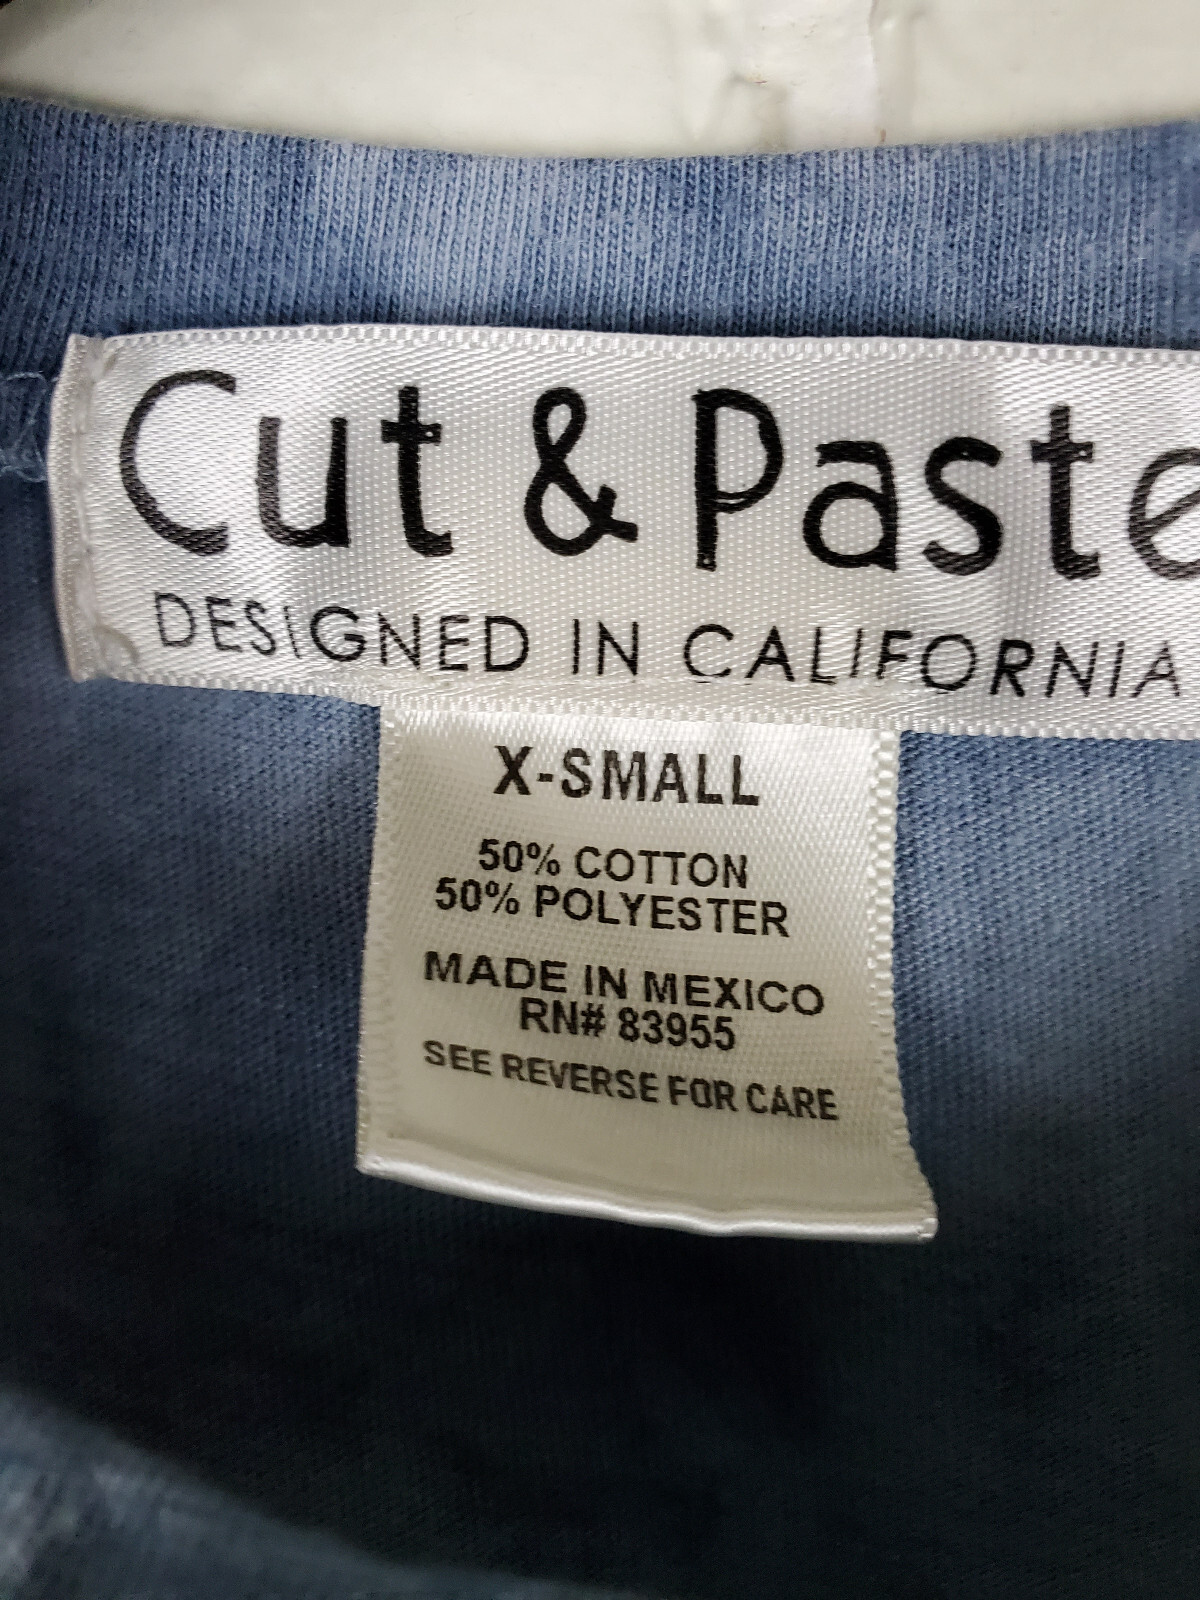 Cut & Paste
DESIGNED IN CALIFORNIA
X-SMALL
50% COTTON
50% POLYESTER
MADE IN MEXICO
RN# 83955
SEE REVERSE FOR CARE